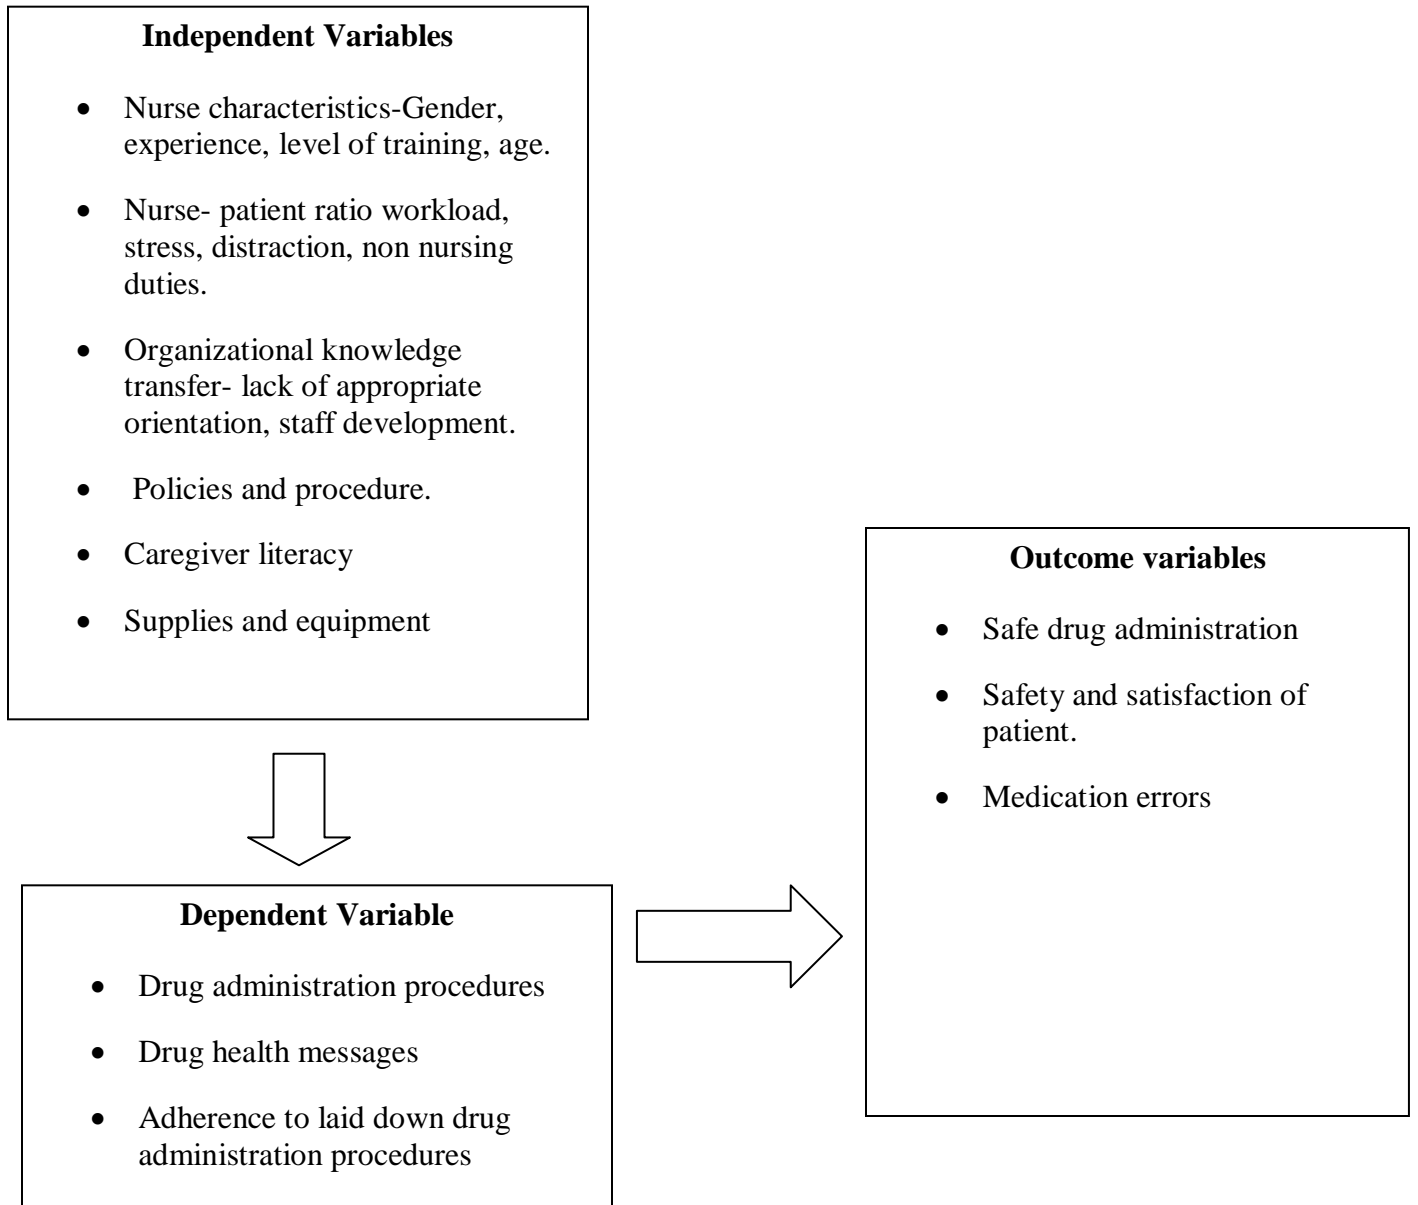 Independent Variables
• Nurse characteristics-Gender,
experience, level of training, age.
• Nurse- patient ratio workload,
stress, distraction, non nursing
duties.
• Organizational knowledge
transfer- lack of appropriate
orientation, staff development.
• Policies and procedure.
• Caregiver literacy
• Supplies and equipment
Dependent Variable
• Drug administration procedures
• Drug health messages
• Adherence to laid down drug
administration procedures
Outcome variables
• Safe drug administration
• Safety and satisfaction of
patient.
• Medication errors